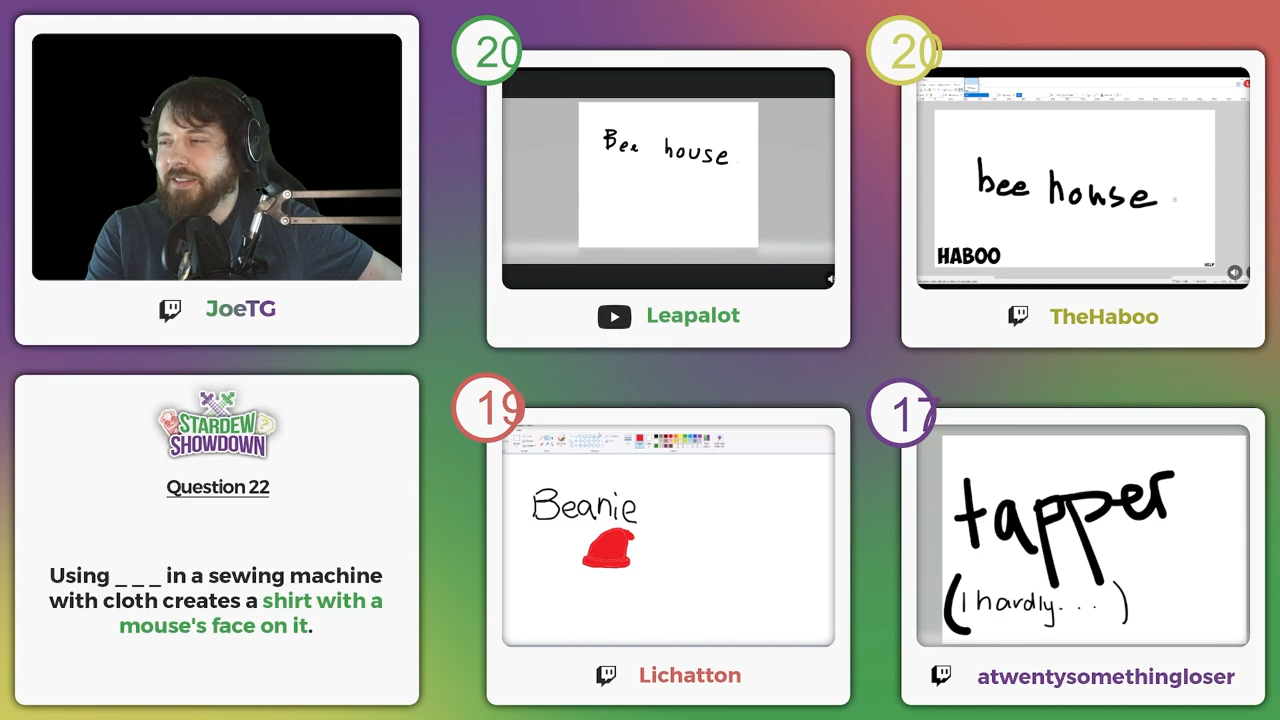 JoeTG
20
Bee house
Leapalot
20
bee house
HABOO
HELP
TheHaboo
STARDEW
SHOWDOWN
Question 22
Using _ _ _ in a sewing machine
with cloth creates a shirt with a
mouse's face on it.
19
Beanie
Lichatton
17
tapper
(I hardly. . . )
atwentysomethingloser